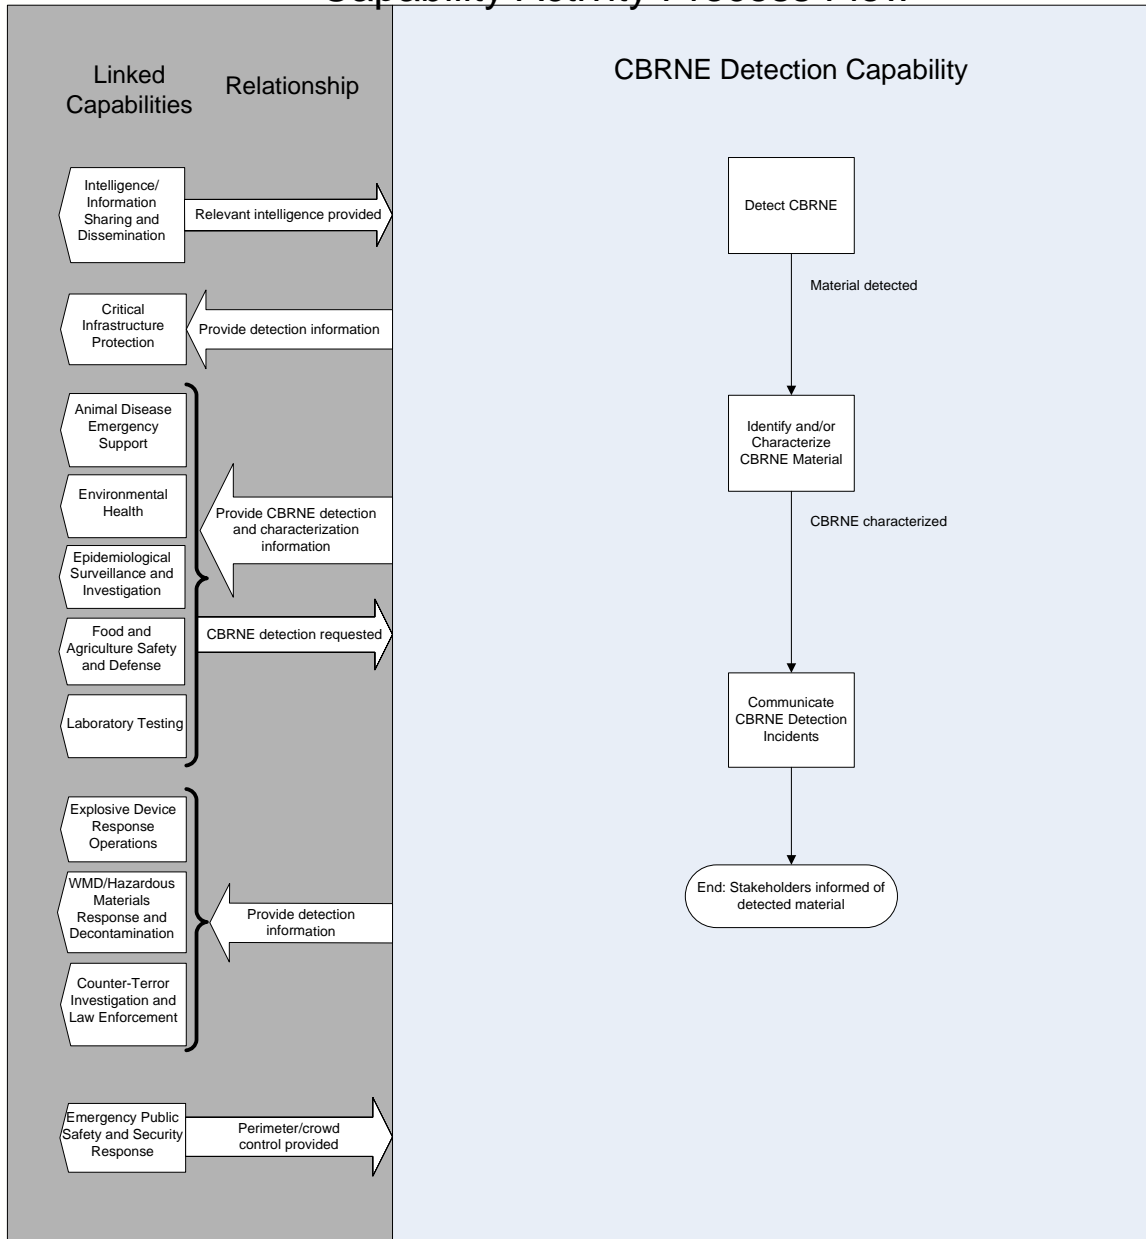 Capability Activity Process Flow
Linked
Capabilities
Relationship
CBRNE Detection Capability
Intelligence/
Information
Sharing and
Dissemination
Relevant intelligence provided
Detect CBRNE
Material detected
Critical
Infrastructure
Protection
Provide detection information
Animal Disease
Emergency
Support
Identify and/or
Characterize
CBRNE Material
Environmental
Health
Provide CBRNE detection
and characterization
information
CBRNE characterized
Epidemiological
Surveillance and
Investigation
Food and
Agriculture Safety
and Defense
CBRNE detection requested
Laboratory Testing
Communicate
CBRNE Detection
Incidents
Explosive Device
Response
Operations
WMD/Hazardous
Materials
Response and
Decontamination
Provide detection
information
End: Stakeholders informed of
detected material
Counter-Terror
Investigation and
Law Enforcement
Emergency Public
Safety and Security
Response
Perimeter/crowd
control provided